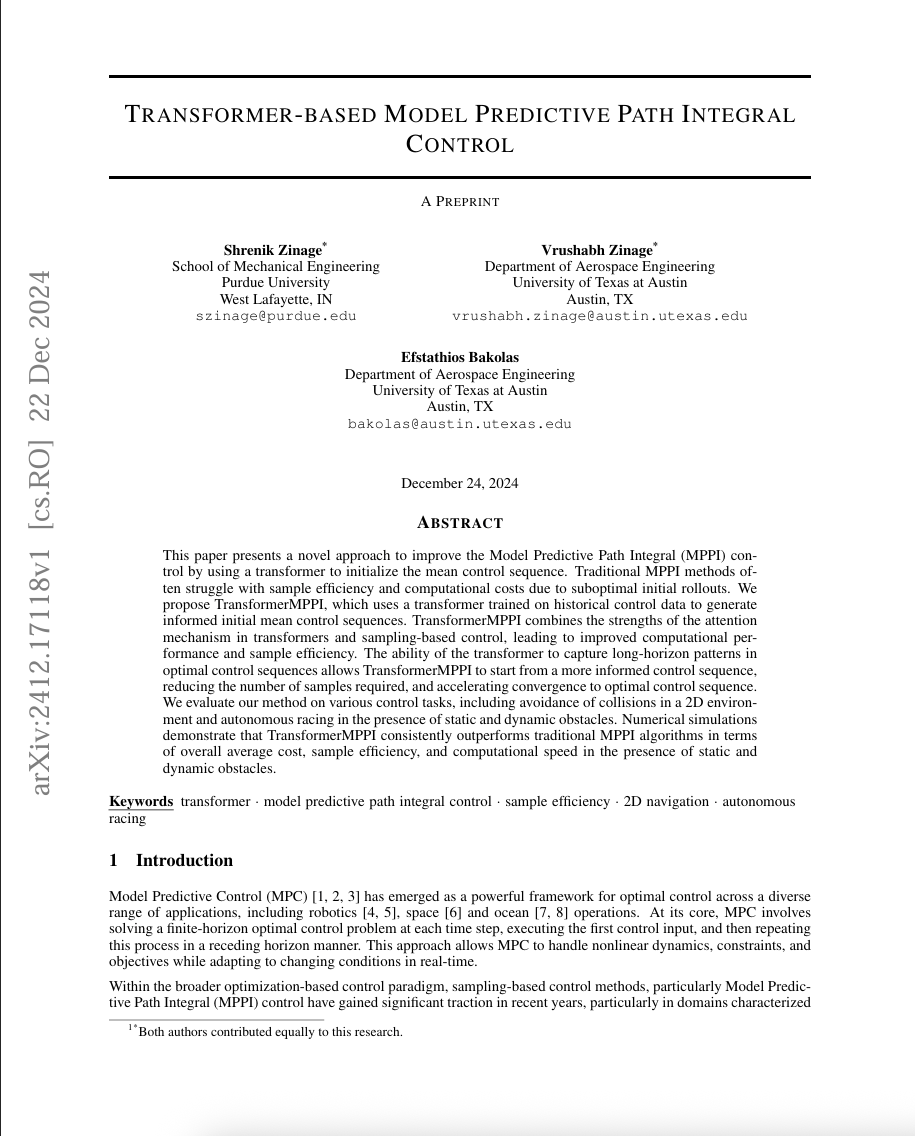 TRANSFORMER-BASED MODEL PREDICTIVE PATH INTEGRAL
CONTROL
A PREPRINT
Shrenik Zinage*
School of Mechanical Engineering
Purdue University
West Lafayette, IN
szinage@purdue.edu
Vrushabh Zinage*
Department of Aerospace Engineering
University of Texas at Austin
Austin, TX
vrushabh.zinage@austin.utexas.edu
Efstathios Bakolas
Department of Aerospace Engineering
University of Texas at Austin
Austin, TX
bakolas@austin.utexas.edu
December 24, 2024
ABSTRACT
This paper presents a novel approach to improve the Model Predictive Path Integral (MPPI) con-
trol by using a transformer to initialize the mean control sequence. Traditional MPPI methods of-
ten struggle with sample efficiency and computational costs due to suboptimal initial rollouts. We
propose TransformerMPPI, which uses a transformer trained on historical control data to generate
informed initial mean control sequences. TransformerMPPI combines the strengths of the attention
mechanism in transformers and sampling-based control, leading to improved computational per-
formance and sample efficiency. The ability of the transformer to capture long-horizon patterns in
optimal control sequences allows TransformerMPPI to start from a more informed control sequence,
reducing the number of samples required, and accelerating convergence to optimal control sequence.
We evaluate our method on various control tasks, including avoidance of collisions in a 2D environ-
ment and autonomous racing in the presence of static and dynamic obstacles. Numerical simulations
demonstrate that TransformerMPPI consistently outperforms traditional MPPI algorithms in terms
of overall average cost, sample efficiency, and computational speed in the presence of static and
dynamic obstacles.
Keywords transformer · model predictive path integral control · sample efficiency · 2D navigation · autonomous
racing
1 Introduction
Model Predictive Control (MPC) [1, 2, 3] has emerged as a powerful framework for optimal control across a diverse
range of applications, including robotics [4, 5], space [6] and ocean [7, 8] operations. At its core, MPC involves
solving a finite-horizon optimal control problem at each time step, executing the first control input, and then repeating
this process in a receding horizon manner. This approach allows MPC to handle nonlinear dynamics, constraints, and
objectives while adapting to changing conditions in real-time.
Within the broader optimization-based control paradigm, sampling-based control methods, particularly Model Predic-
tive Path Integral (MPPI) control have gained significant traction in recent years, particularly in domains characterized
1*Both authors contributed equally to this research.
arXiv:2412.17118v1 [cs.RO] 22 Dec 2024